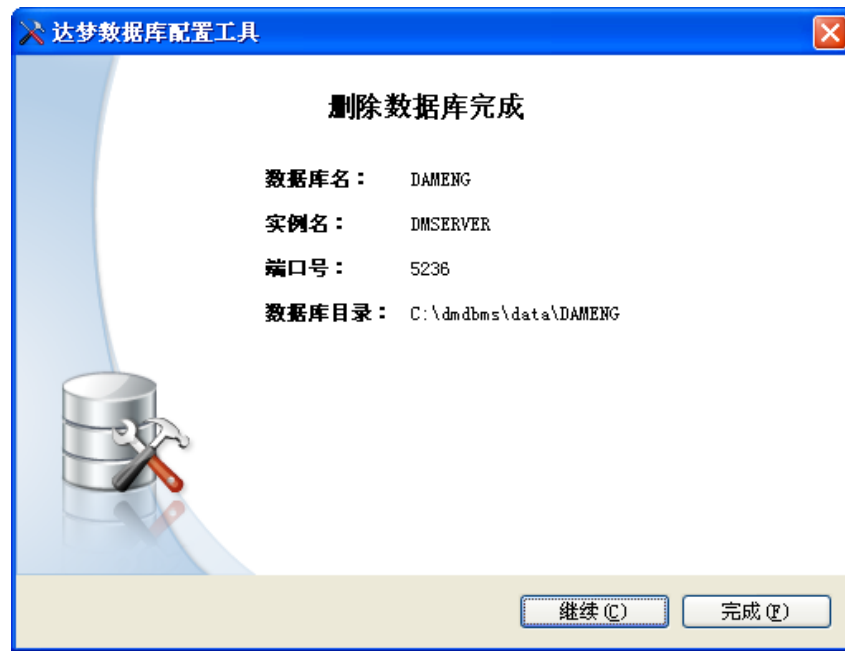 达梦数据库配置工具
删除数据库完成
数据库名： DAMENG
实例名： DMSERVER
端口号： 5236
数据库目录： C:\dmdbms\data\DAMENG
继续(C) 完成(F)